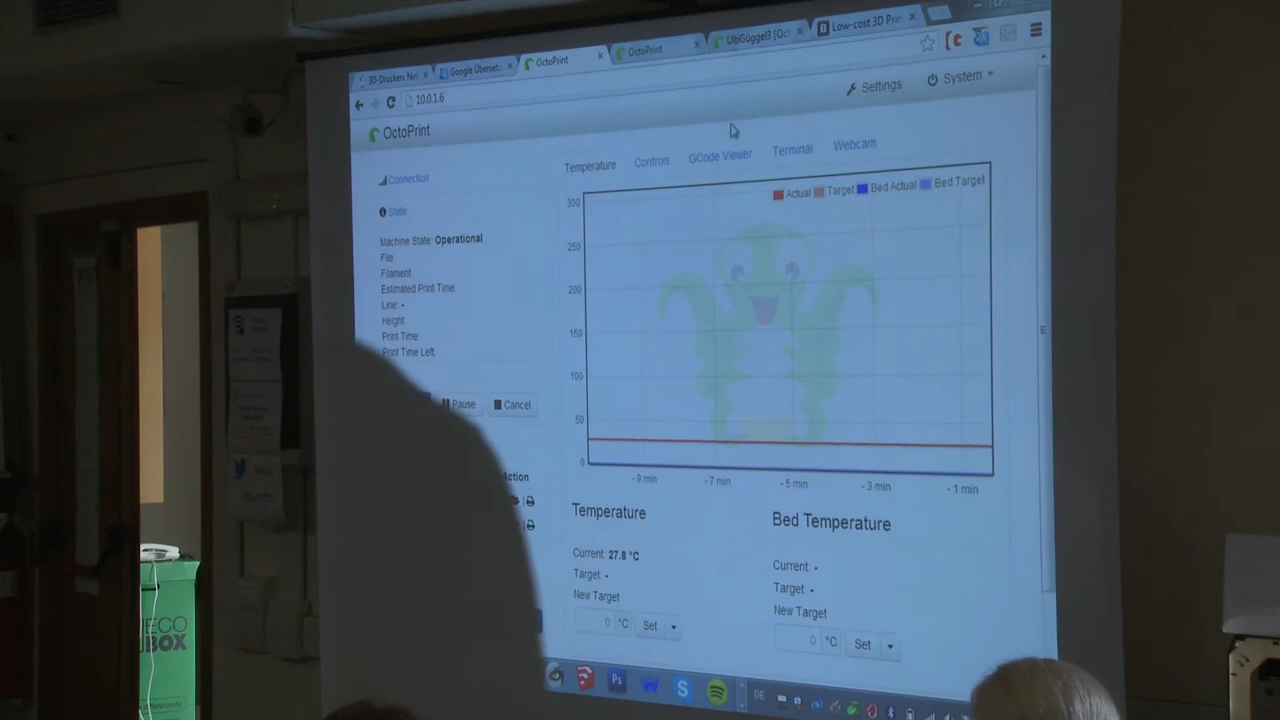 3D-Drucken: Ne
Google Überset
OctoPrint
OctoPrint
UltiGüggel3 [Oct
Low-cost 3D Prin
10.0.1.6
Settings
System
OctoPrint
Temperature
Controls
GCode Viewer
Terminal
Webcam
Connection
State
Machine State: Operational
File:
Filament
Estimated Print Time:
Line: -
Height
Print Time:
Print Time Left:
Pause
Cancel
Action
Actual
Target
Bed Actual
Bed Target
300
250
200
150
100
50
0
- 9 min
- 7 min
- 5 min
- 3 min
- 1 min
Temperature
Current: 27.8 °C
Target: -
New Target
0 °C Set
Bed Temperature
Current: -
Target: -
New Target
0 °C Set
Ps
DE
ECO
BOX